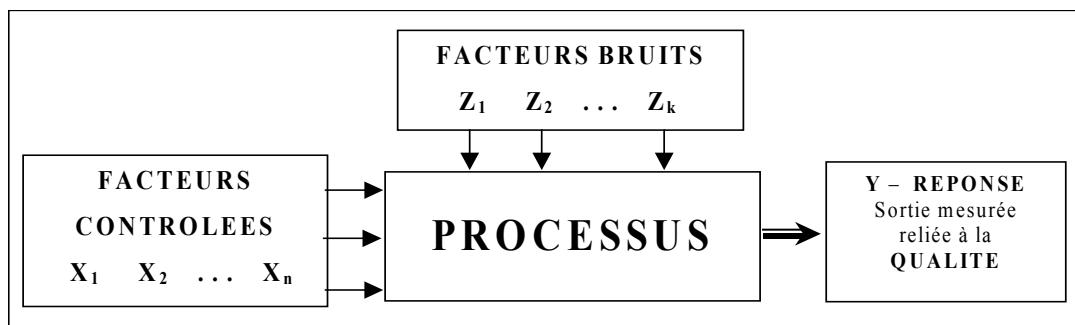 FACTEURS BRUITS
Z1 Z2 ... Zk
FACTEURS
CONTROLEES
X1 X2 ... Xn
PROCESSUS
Y – REPONSE
Sortie mesurée
reliée à la
QUALITE